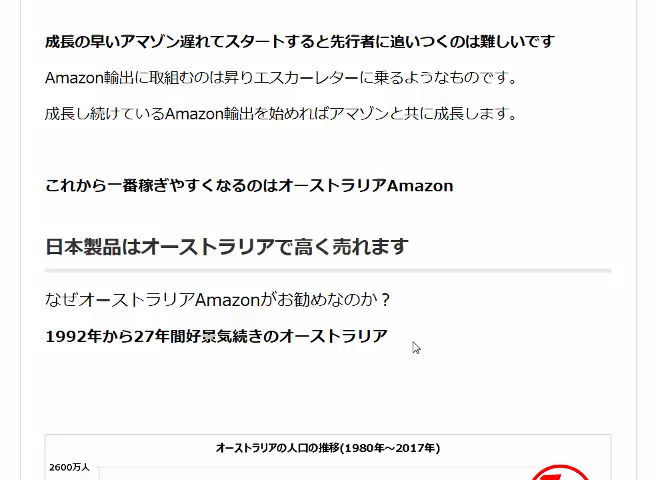 成長の早いアマゾン遅れてスタートすると先行者に追いつくのは難しいです
Amazon輸出に取組むのは昇りエスカーレターに乗るようなものです。
成長し続けているAmazon輸出を始めればアマゾンと共に成長します。
これから一番稼ぎやすくなるのはオーストラリアAmazon
日本製品はオーストラリアで高く売れます
なぜオーストラリアAmazonがお勧めなのか？
1992年から27年間好景気続きのオーストラリア
オーストラリアの人口の推移(1980年〜2017年)
2600万人